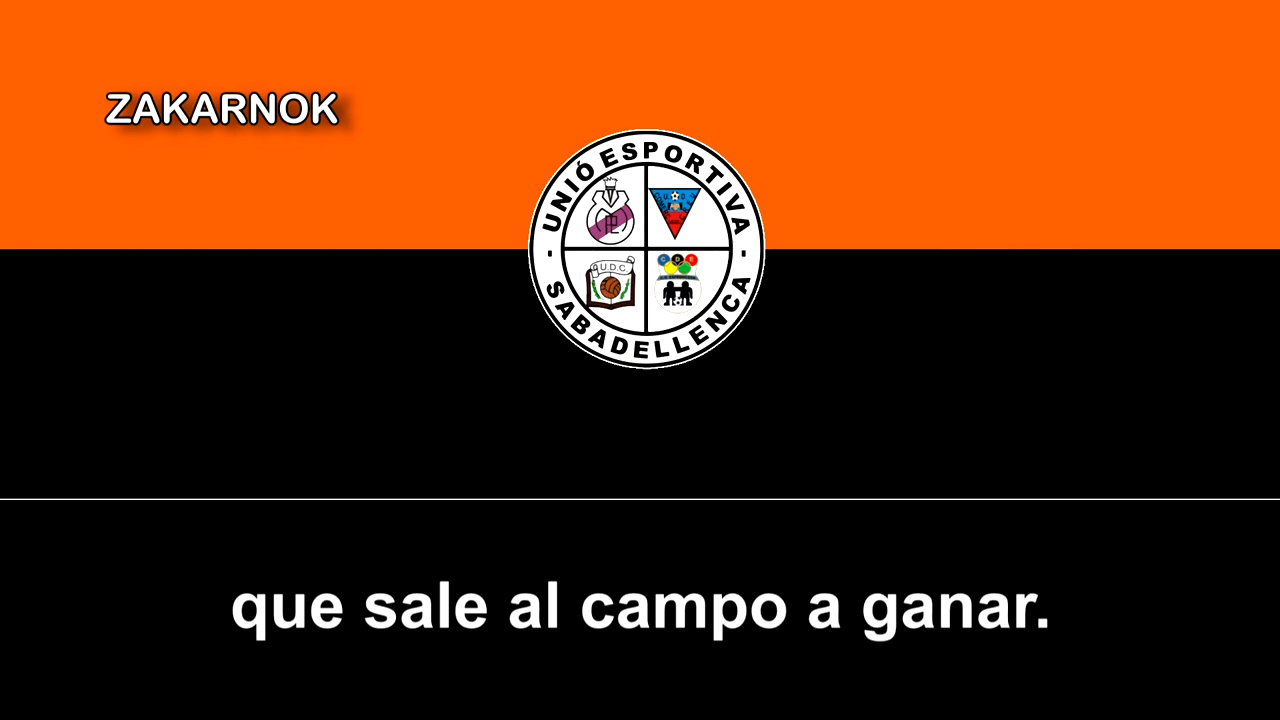 ZAKARNOK
UNIÓ ESPORTIVA
U.D.C.
C D E
- SABADELLENCA -
que sale al campo a ganar.